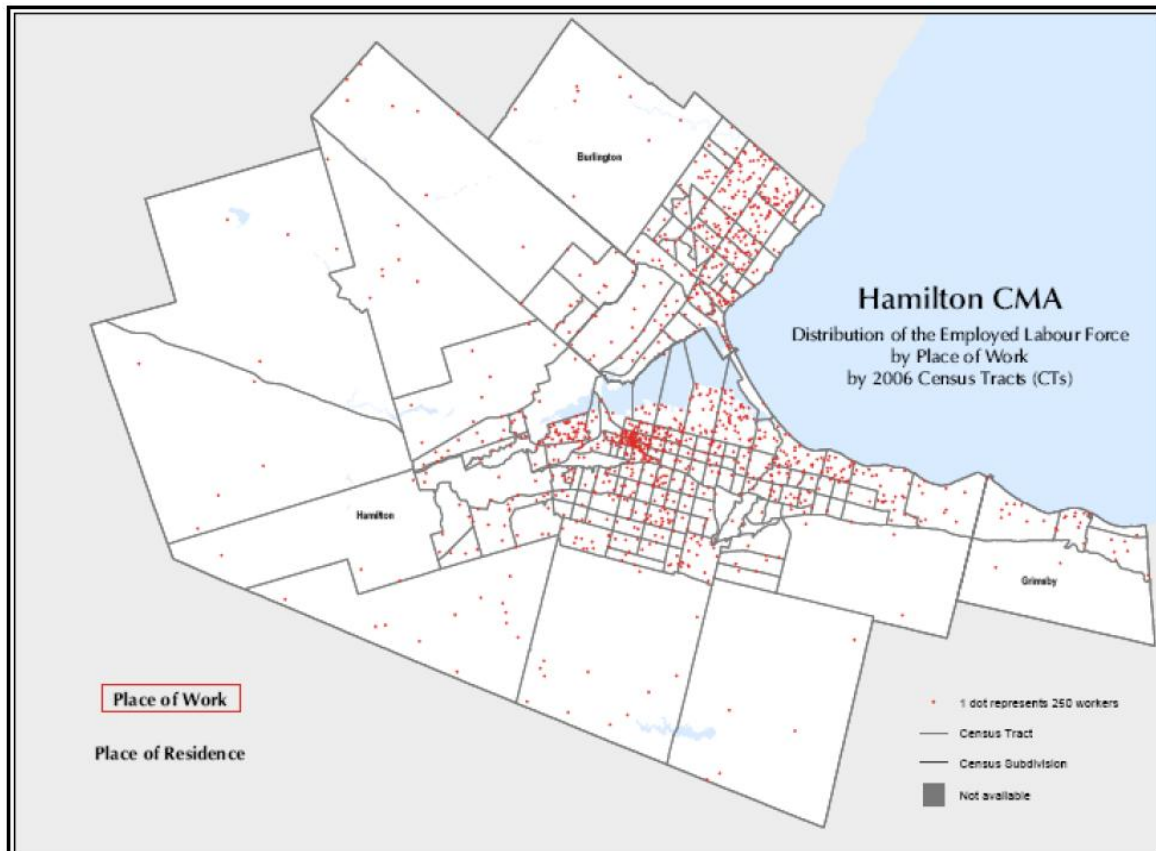 Burlington
Hamilton CMA
Distribution of the Employed Labour Force
by Place of Work
by 2006 Census Tracts (CTs)
Hamilton
Grimsby
Place of Work
Place of Residence
1 dot represents 250 workers
Census Tract
Census Subdivision
Not available